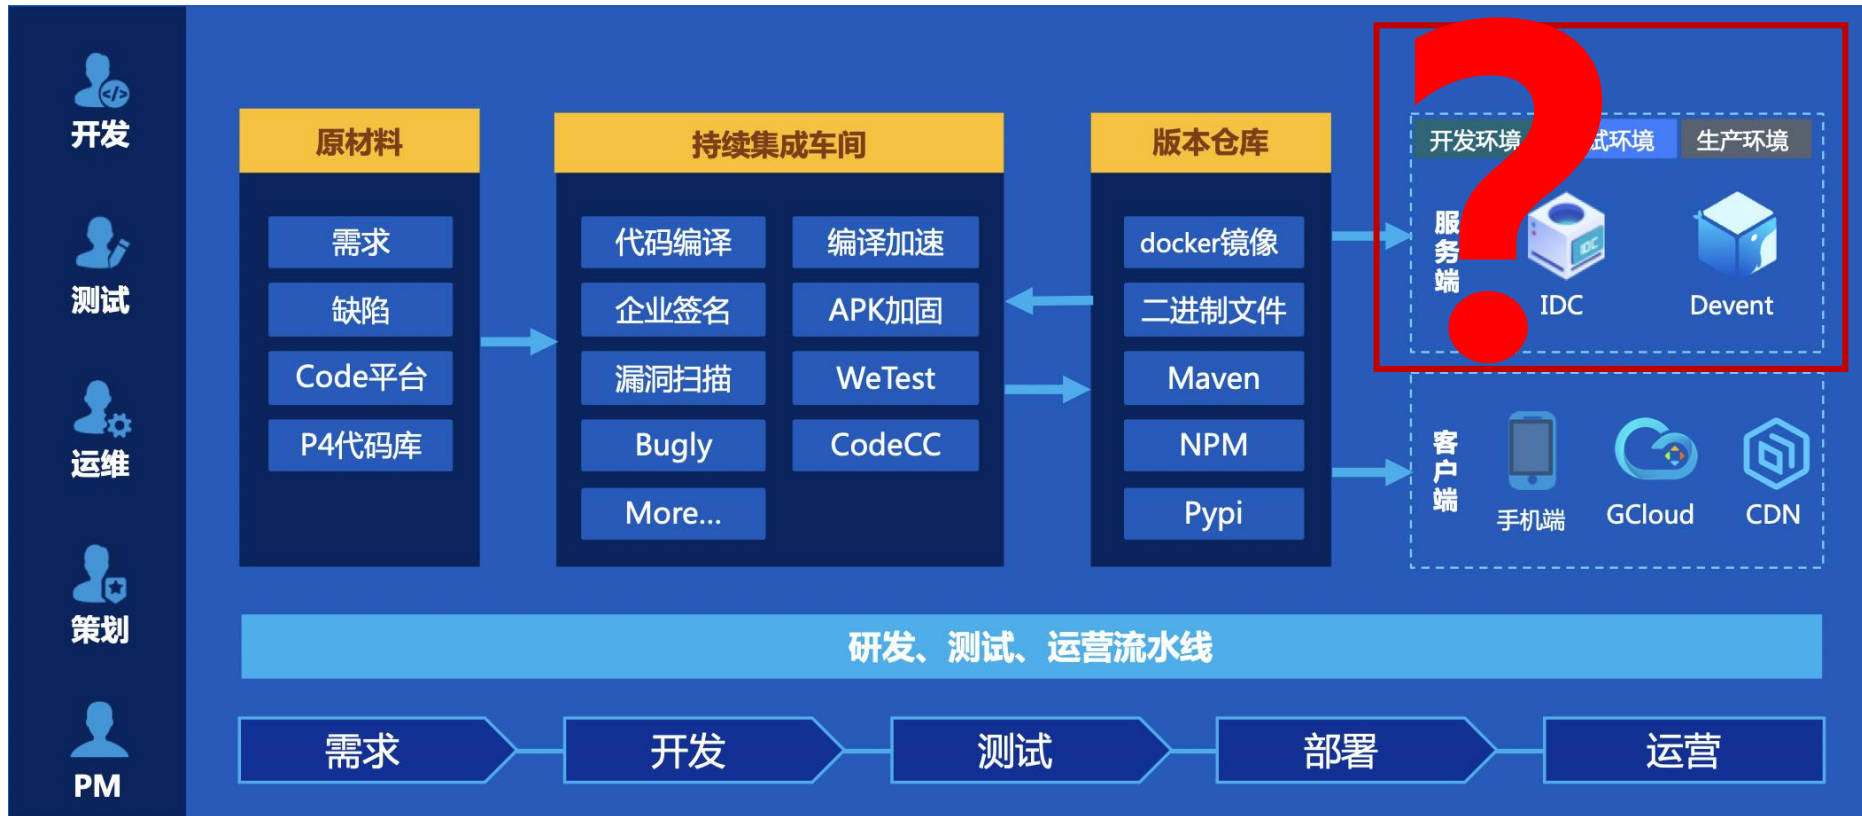 开发
测试
运维
策划
PM
原材料
需求
缺陷
Code平台
P4代码库
持续集成车间
代码编译
编译加速
企业签名
APK加固
漏洞扫描
WeTest
Bugly
CodeCC
More...
版本仓库
docker镜像
二进制文件
Maven
NPM
Pypi
?
开发环境
试环境
生产环境
服务端
IDC
IDC
Devent
客户端
手机端
GCloud
CDN
研发、测试、运营流水线
需求
开发
测试
部署
运营